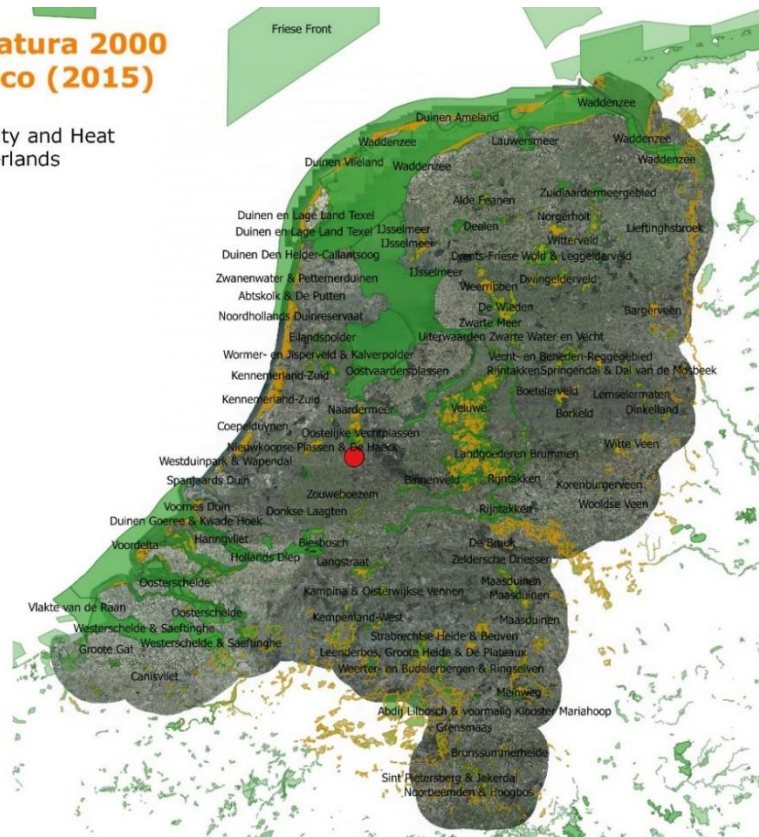 atura 2000
co (2015)
ty and Heat
erlands
Friese Front
Waddenzee
Duinen Ameland
Waddenzee
Lauwersmeer
Waddenzee
Duinen Vlieland
Waddenzee
Waddenzee
Alde Feanen
Zuidlaardermeergebied
Duinen en Lage Land Texel
Norgerholt
Duinen en Lage Land Texel
IJsselmeer
Deelen
Lieftinghsbroek
IJsselmeer
Witterveld
Duinen Den Helder-Callantsoog
Drents-Friese Wold & Leggelderveld
IJsselmeer
Zwanenwater & Pettemerduinen
Weerribben
Dwingelderveld
Abtskolk & De Putten
De Wieden
Bargerveen
Noordhollands Duinreservaat
Zwarte Meer
Eilandspolder
Uiterwaarden Zwarte Water en Vecht
Wormer- en Jisperveld & Kalverpolder
Vecht- en Beneden-Reggegebied
Kennemerland-Zuid
Oostvaardersplassen
Rijntakken
Springendal & Dal van de Mosbeek
Boetelerveld
Lemselermaten
Kennemerland-Zuid
Naardermeer
Veluwe
Borkeld
Dinkelland
Coepelduynen
Oostelijke Vechtplassen
Nieuwkoopse Plassen & De Haeck
Witte Veen
Westduinpark & Wapendal
Landgoederen Brummen
Spanjaards Duin
Binnenveld
Rijntakken
Korenburgerveen
Zouweboezem
Voornes Duin
Donkse Laagten
Rijntakken
Wooldse Veen
Duinen Goeree & Kwade Hoek
Voordelta
Haringvliet
Biesbosch
De Bruuk
Hollands Diep
Langstraat
Zeldersche Driessen
Oosterschelde
Kampina & Oisterwijkse Vennen
Maasduinen
Maasduinen
Vlakte van de Raan
Oosterschelde
Kempenland-West
Maasduinen
Westerschelde & Saeftinghe
Strabrechtse Heide & Beuven
Groote Gat
Westerschelde & Saeftinghe
Leenderbos, Groote Heide & De Plateaux
Canisvliet
Weerter- en Budelerbergen & Ringselven
Meinweg
Abdij Lilbosch & voormalig Klooster Mariahoop
Grensmaas
Brunssummerheide
Sint Pietersberg & Jekerdal
Noorbeemden & Hoogbos